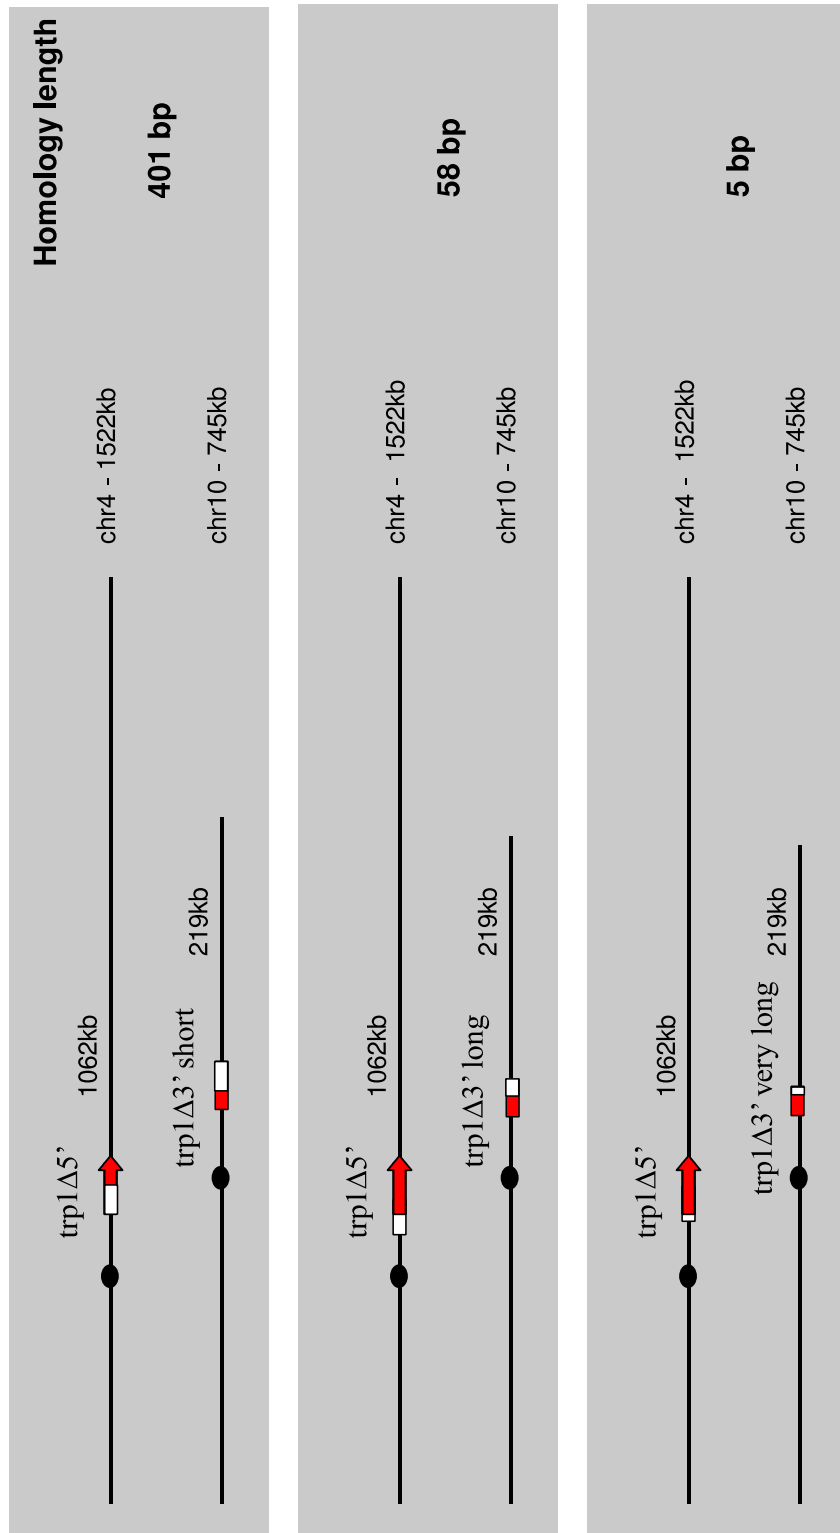 Homology length
401 bp
chr4 - 1522kb
1062kb
trp1Δ5’
chr10 - 745kb
219kb
trp1Δ3’ short
58 bp
chr4 - 1522kb
1062kb
trp1Δ5’
chr10 - 745kb
219kb
trp1Δ3’ long
5 bp
chr4 - 1522kb
1062kb
trp1Δ5’
chr10 - 745kb
219kb
trp1Δ3’ very long